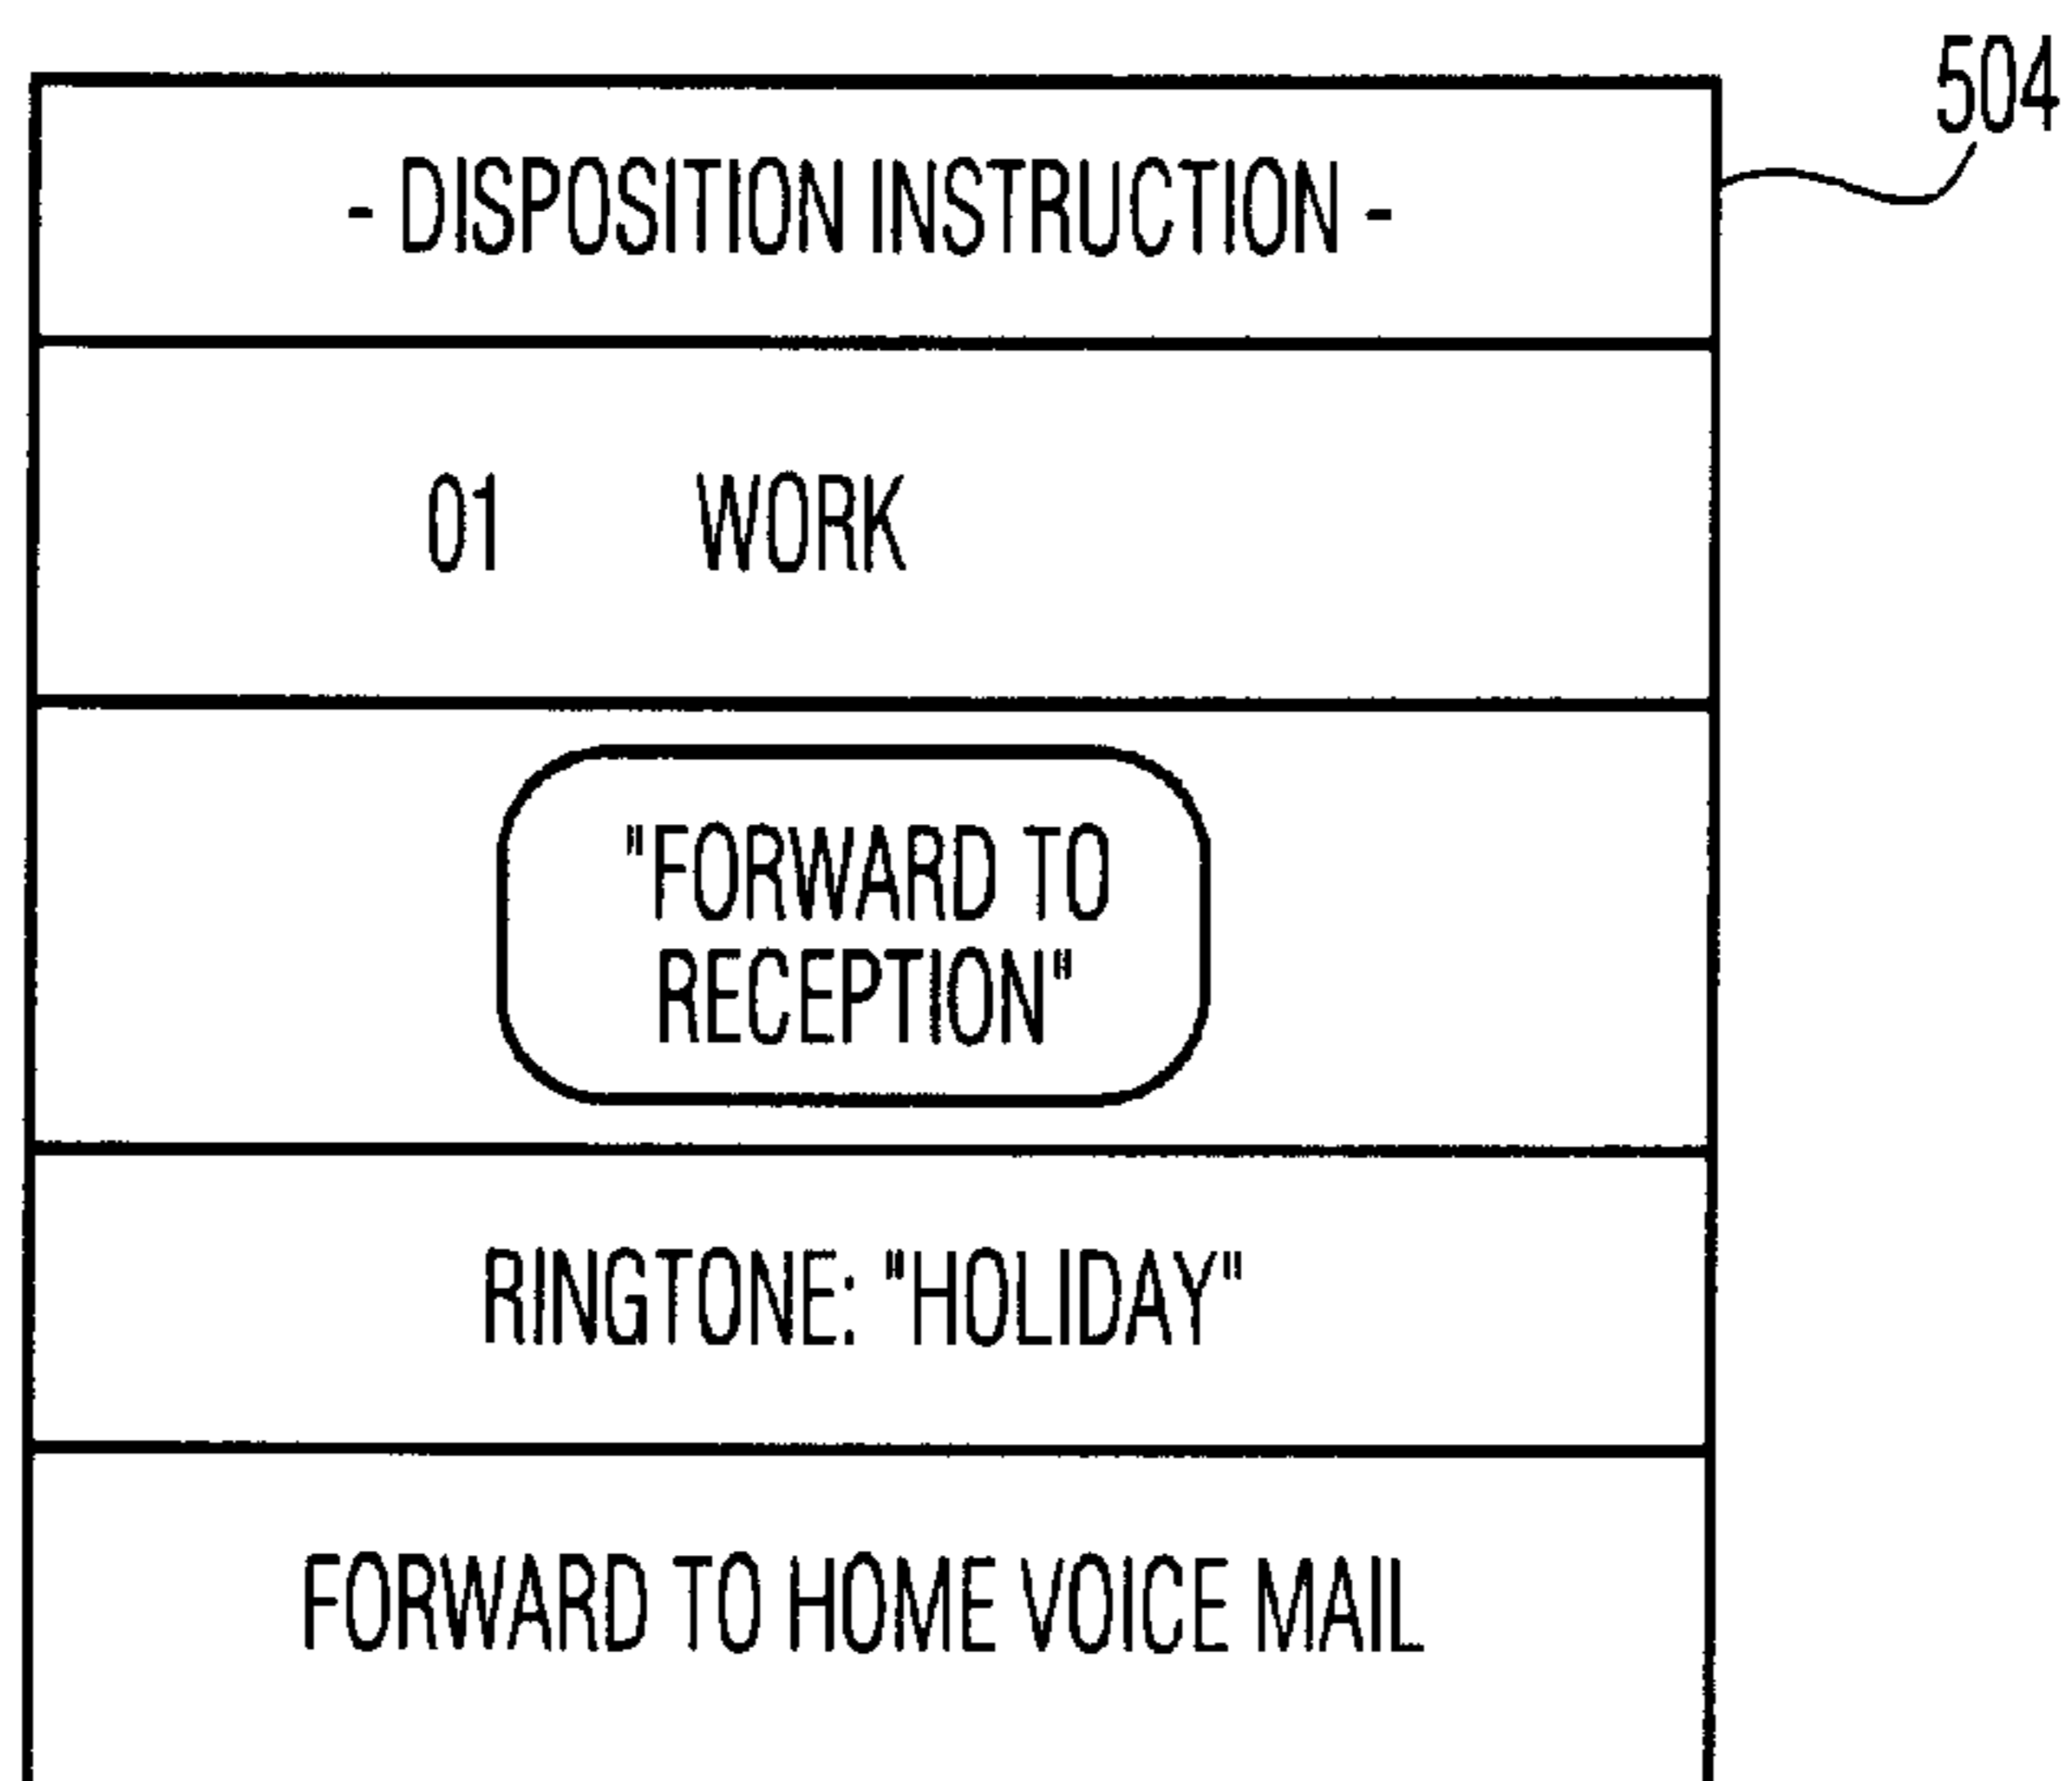 504
- DISPOSITION INSTRUCTION -
01 WORK
"FORWARD TO
RECEPTION"
RINGTONE: "HOLIDAY"
FORWARD TO HOME VOICE MAIL